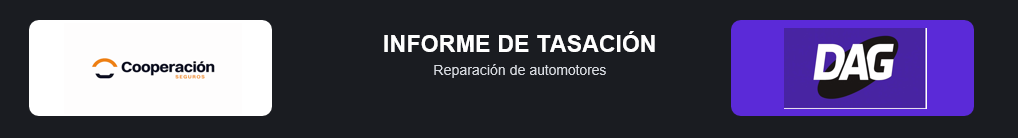 Cooperación
SEGUROS
INFORME DE TASACIÓN
Reparación de automotores
DAG